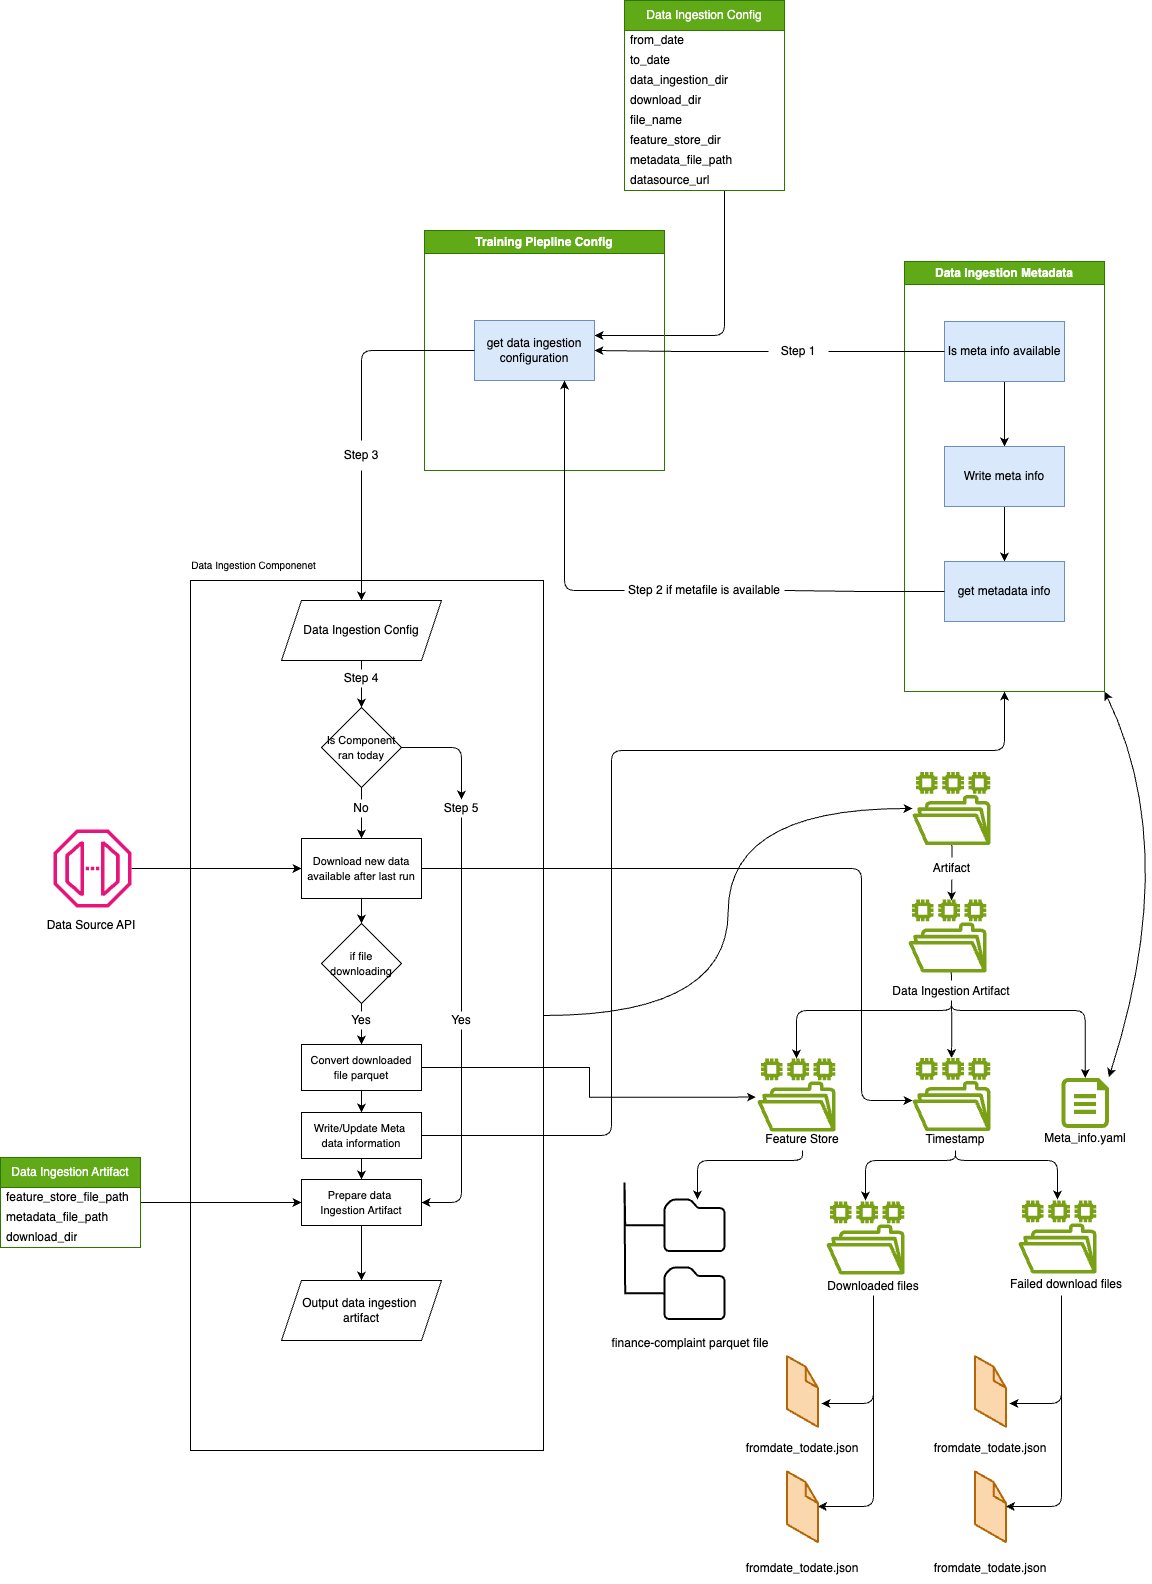 Data Ingestion Config
from_date
to_date
data_ingestion_dir
download_dir
file_name
feature_store_dir
metadata_file_path
datasource_url
Training Piepline Config
get data ingestion
configuration
Data Ingestion Metadata
Is meta info available
Write meta info
get metadata info
Step 1
Step 2 if metafile is available
Step 3
Data Ingestion Componenet
Data Ingestion Config
Step 4
Is Component
ran today
No
Step 5
Download new data
available after last run
Data Source API
if file
downloading
Yes
Yes
Convert downloaded
file parquet
Write/Update Meta
data information
Prepare data
Ingestion Artifact
Output data ingestion
artifact
Data Ingestion Artifact
feature_store_file_path
metadata_file_path
download_dir
Artifact
Data Ingestion Artifact
Feature Store
Timestamp
Meta_info.yaml
finance-complaint parquet file
Downloaded files
Failed download files
fromdate_todate.json
fromdate_todate.json
fromdate_todate.json
fromdate_todate.json